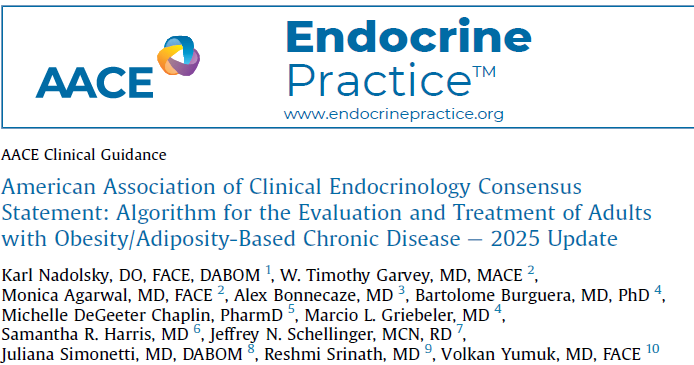 AACE
Endocrine
Practice™
www.endocrinepractice.org
AACE Clinical Guidance
American Association of Clinical Endocrinology Consensus
Statement: Algorithm for the Evaluation and Treatment of Adults
with Obesity/Adiposity-Based Chronic Disease – 2025 Update
Karl Nadolsky, DO, FACE, DABOM 1, W. Timothy Garvey, MD, MACE 2,
Monica Agarwal, MD, FACE 2, Alex Bonnecaze, MD 3, Bartolome Burguera, MD, PhD 4,
Michelle DeGeeter Chaplin, PharmD 5, Marcio L. Griebeler, MD 4,
Samantha R. Harris, MD 6, Jeffrey N. Schellinger, MCN, RD 7,
Juliana Simonetti, MD, DABOM 8, Reshmi Srinath, MD 9, Volkan Yumuk, MD, FACE 10